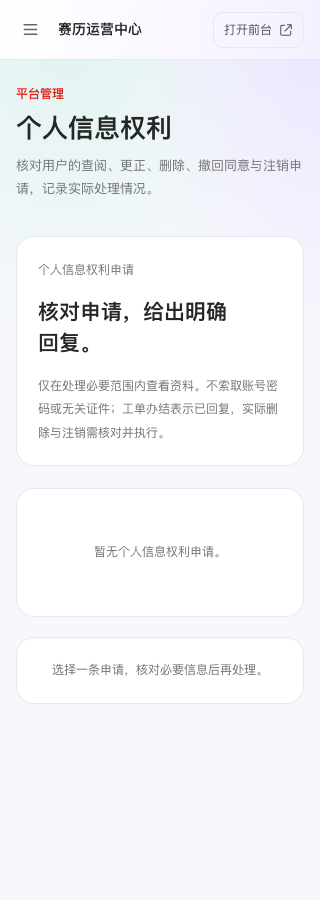 赛历运营中心
打开前台
平台管理
个人信息权利
核对用户的查阅、更正、删除、撤回同意与注销申
请，记录实际处理情况。
个人信息权利申请
核对申请，给出明确
回复。
仅在处理必要范围内查看资料。不索取账号密
码或无关证件；工单办结表示已回复，实际删
除与注销需核对并执行。
暂无个人信息权利申请。
选择一条申请，核对必要信息后再处理。